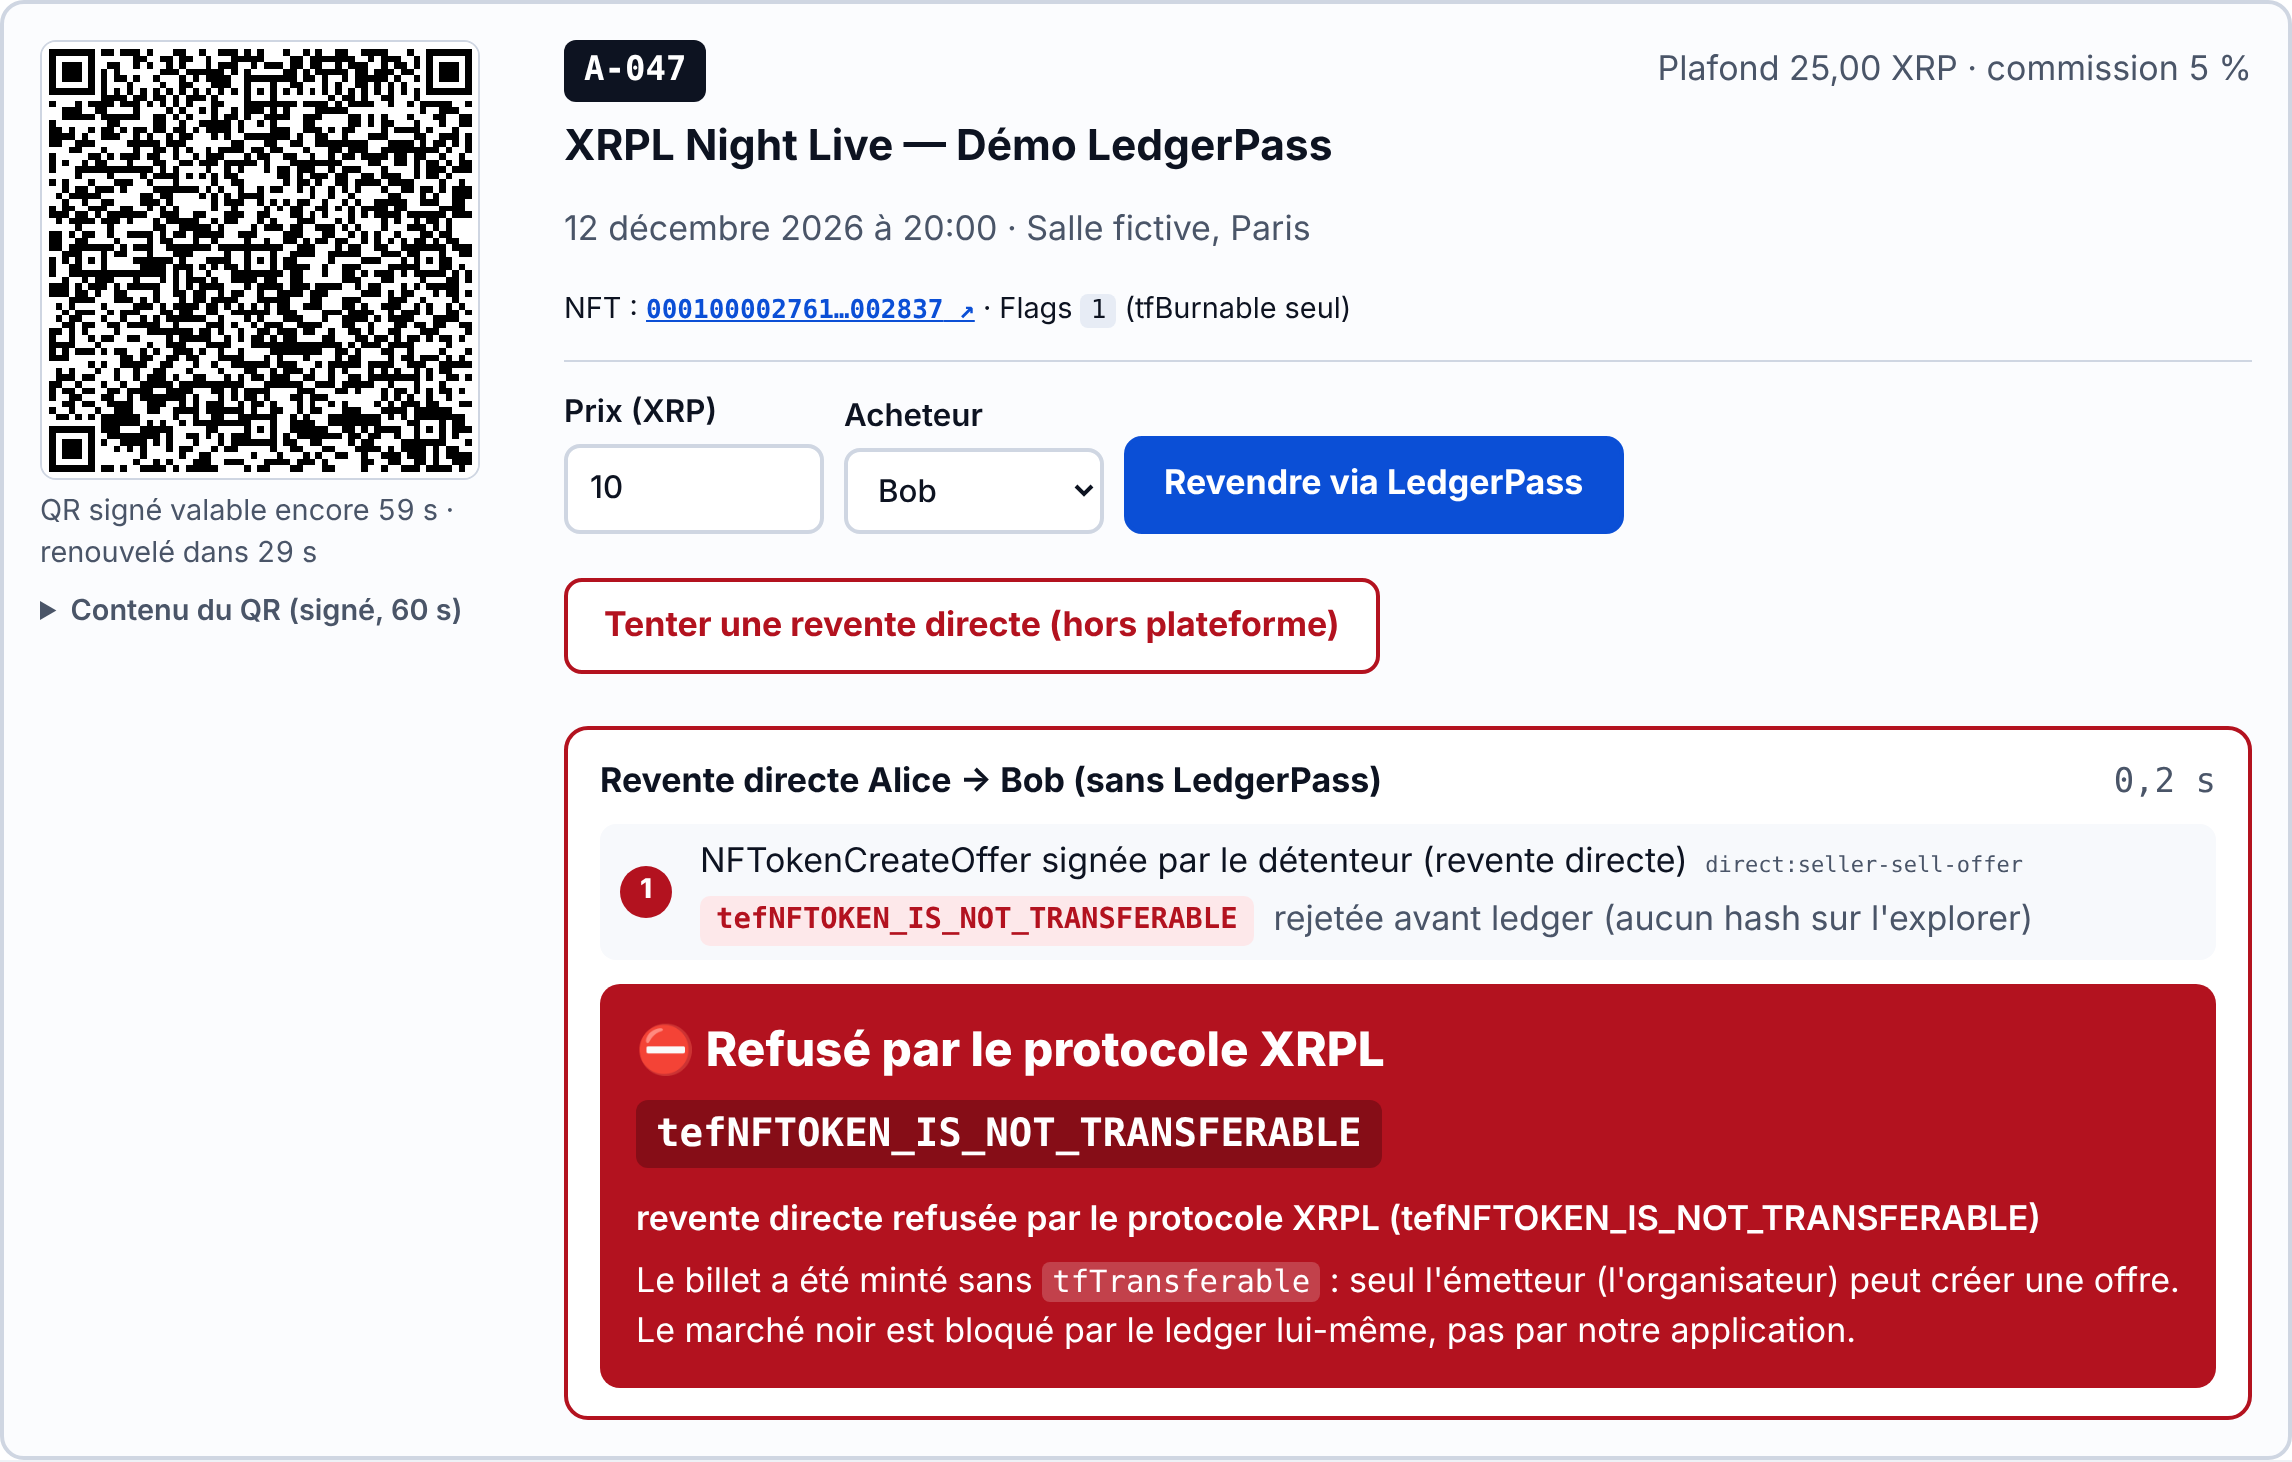 A-047
Plafond 25,00 XRP · commission 5 %
XRPL Night Live — Démo LedgerPass
12 décembre 2026 à 20:00 · Salle fictive, Paris
NFT : 000100002761…002837 ↗ · Flags 1 (tfBurnable seul)
QR signé valable encore 59 s ·
renouvelé dans 29 s
▶ Contenu du QR (signé, 60 s)
Prix (XRP)
Acheteur
10
Bob
Revendre via LedgerPass
Tenter une revente directe (hors plateforme)
Revente directe Alice → Bob (sans LedgerPass)
0,2 s
1
NFTokenCreateOffer signée par le détenteur (revente directe) direct:seller-sell-offer
tefNFTOKEN_IS_NOT_TRANSFERABLE rejetée avant ledger (aucun hash sur l'explorer)
⛔ Refusé par le protocole XRPL
tefNFTOKEN_IS_NOT_TRANSFERABLE
revente directe refusée par le protocole XRPL (tefNFTOKEN_IS_NOT_TRANSFERABLE)
Le billet a été minté sans tfTransferable : seul l'émetteur (l'organisateur) peut créer une offre.
Le marché noir est bloqué par le ledger lui-même, pas par notre application.